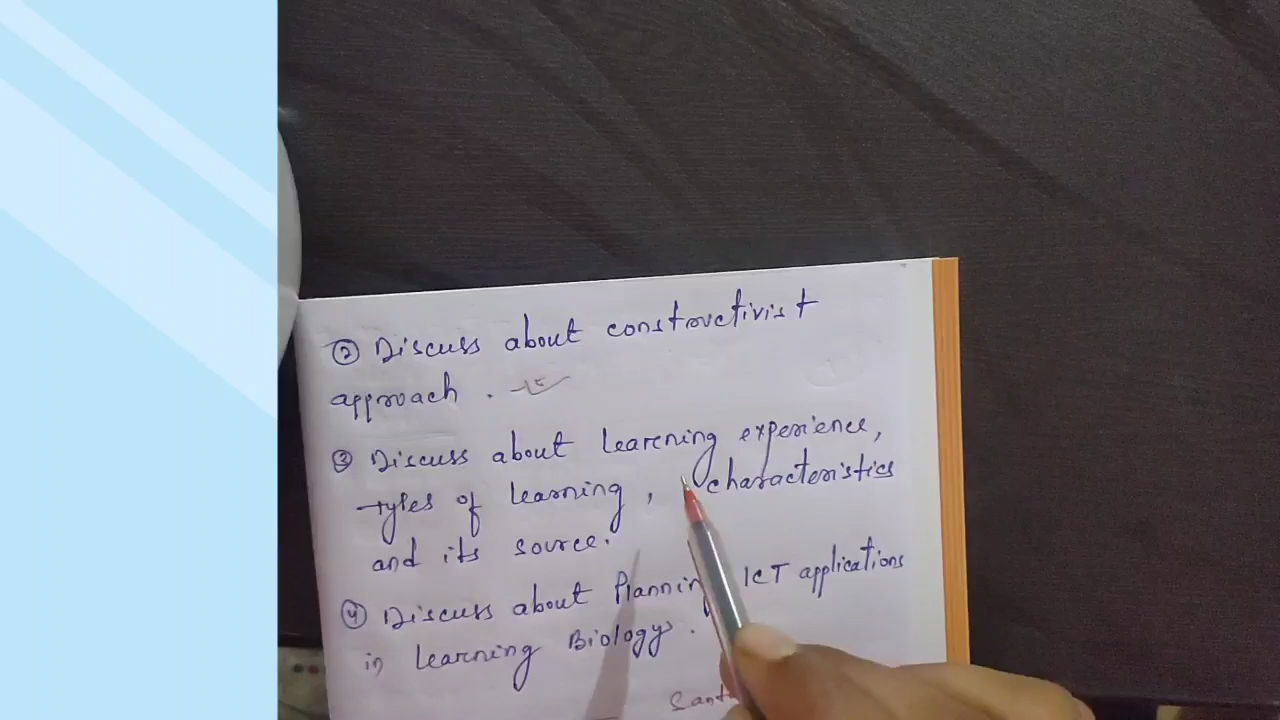 ② Discuss about constructivist
approach.
③ Discuss about learening experience,
types of learning, characteristics
and its source.
④ Discuss about Planning ICT applications
in learning Biology.